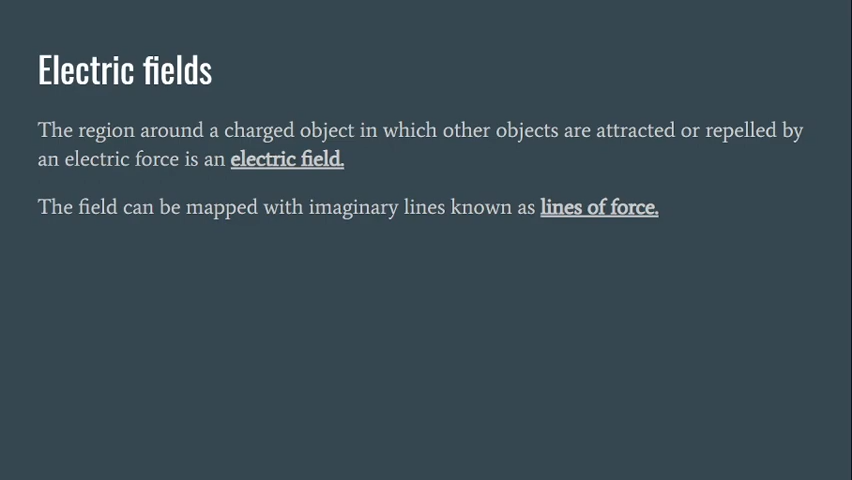 Electric fields
The region around a charged object in which other objects are attracted or repelled by
an electric force is an electric field.
The field can be mapped with imaginary lines known as lines of force.